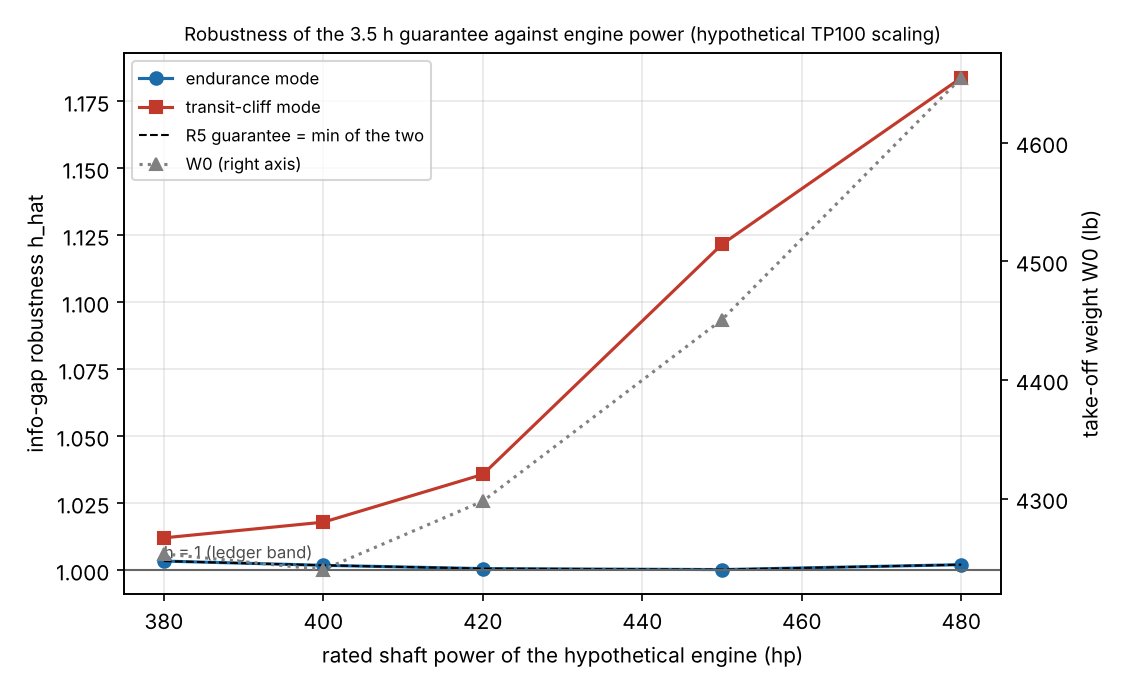 Robustness of the 3.5 h guarantee against engine power (hypothetical TP100 scaling)
endurance mode
transit-cliff mode
R5 guarantee = min of the two
W0 (right axis)
1.175
1.150
1.125
1.100
1.075
1.050
1.025
1.000
info-gap robustness h_hat
h = 1 (ledger band)
4600
4500
4400
4300
take-off weight W0 (lb)
380 400 420 440 460 480
rated shaft power of the hypothetical engine (hp)